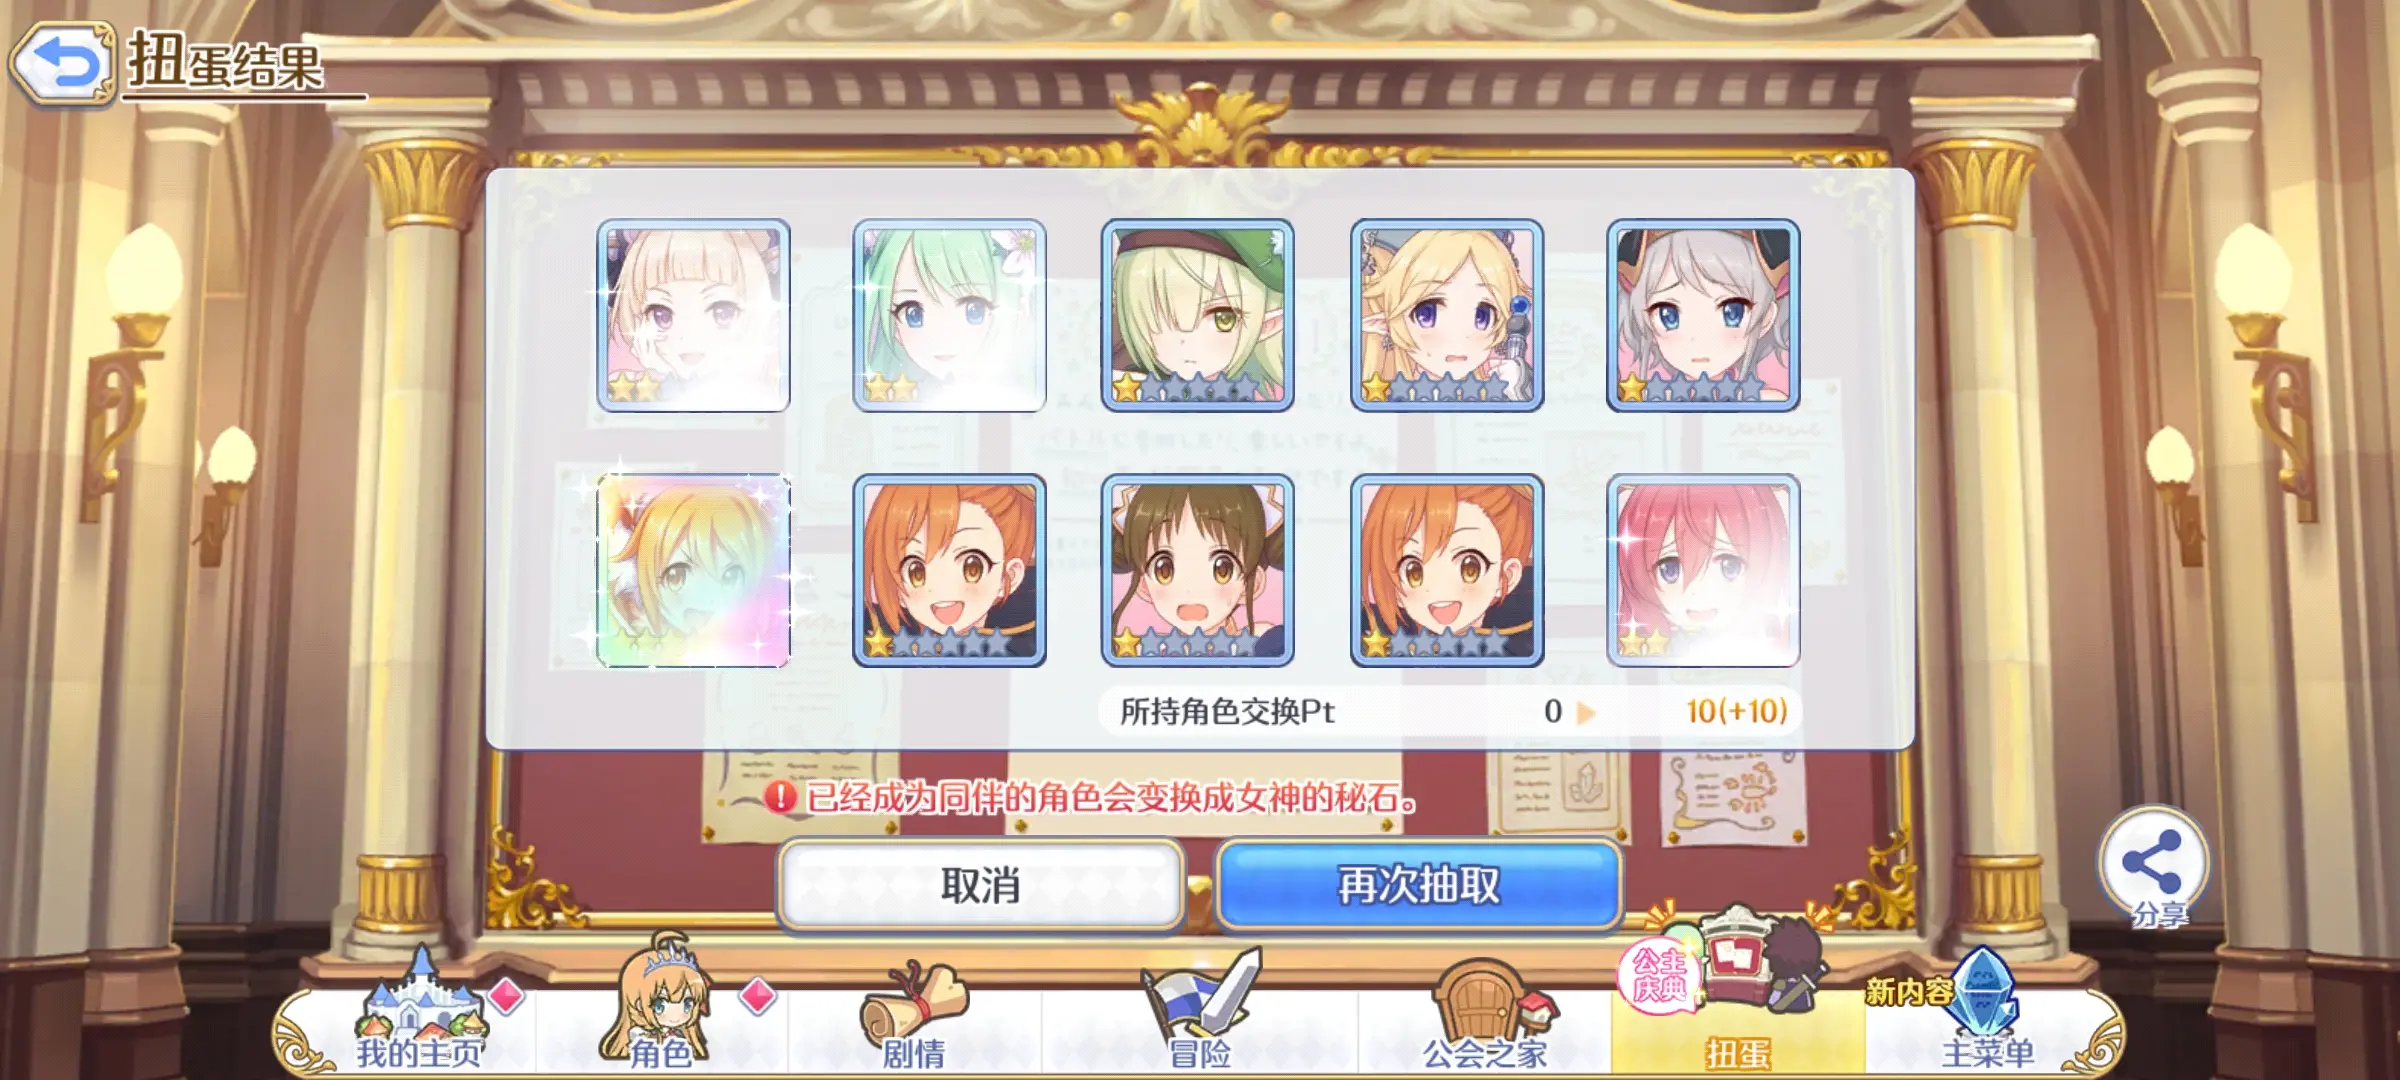 扭蛋结果
所持角色交换Pt 0 10(+10)
已经成为同伴的角色会变换成女神的秘石。
取消
再次抽取
分享
公主
庆典
新内容
我的主页
角色
剧情
冒险
公会之家
扭蛋
主菜单